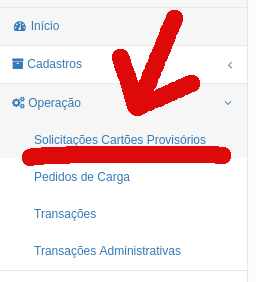 Início
Cadastros
Operação
Solicitações Cartões Provisórios
Pedidos de Carga
Transações
Transações Administrativas